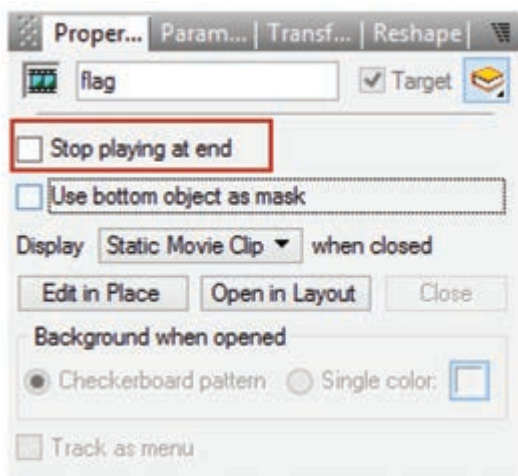 Proper... Param... Transf... Reshape
flag Target
Stop playing at end
Use bottom object as mask
Display Static Movie Clip when closed
Edit in Place Open in Layout Close
Background when opened
Checkerboard pattern Single color:
Track as menu